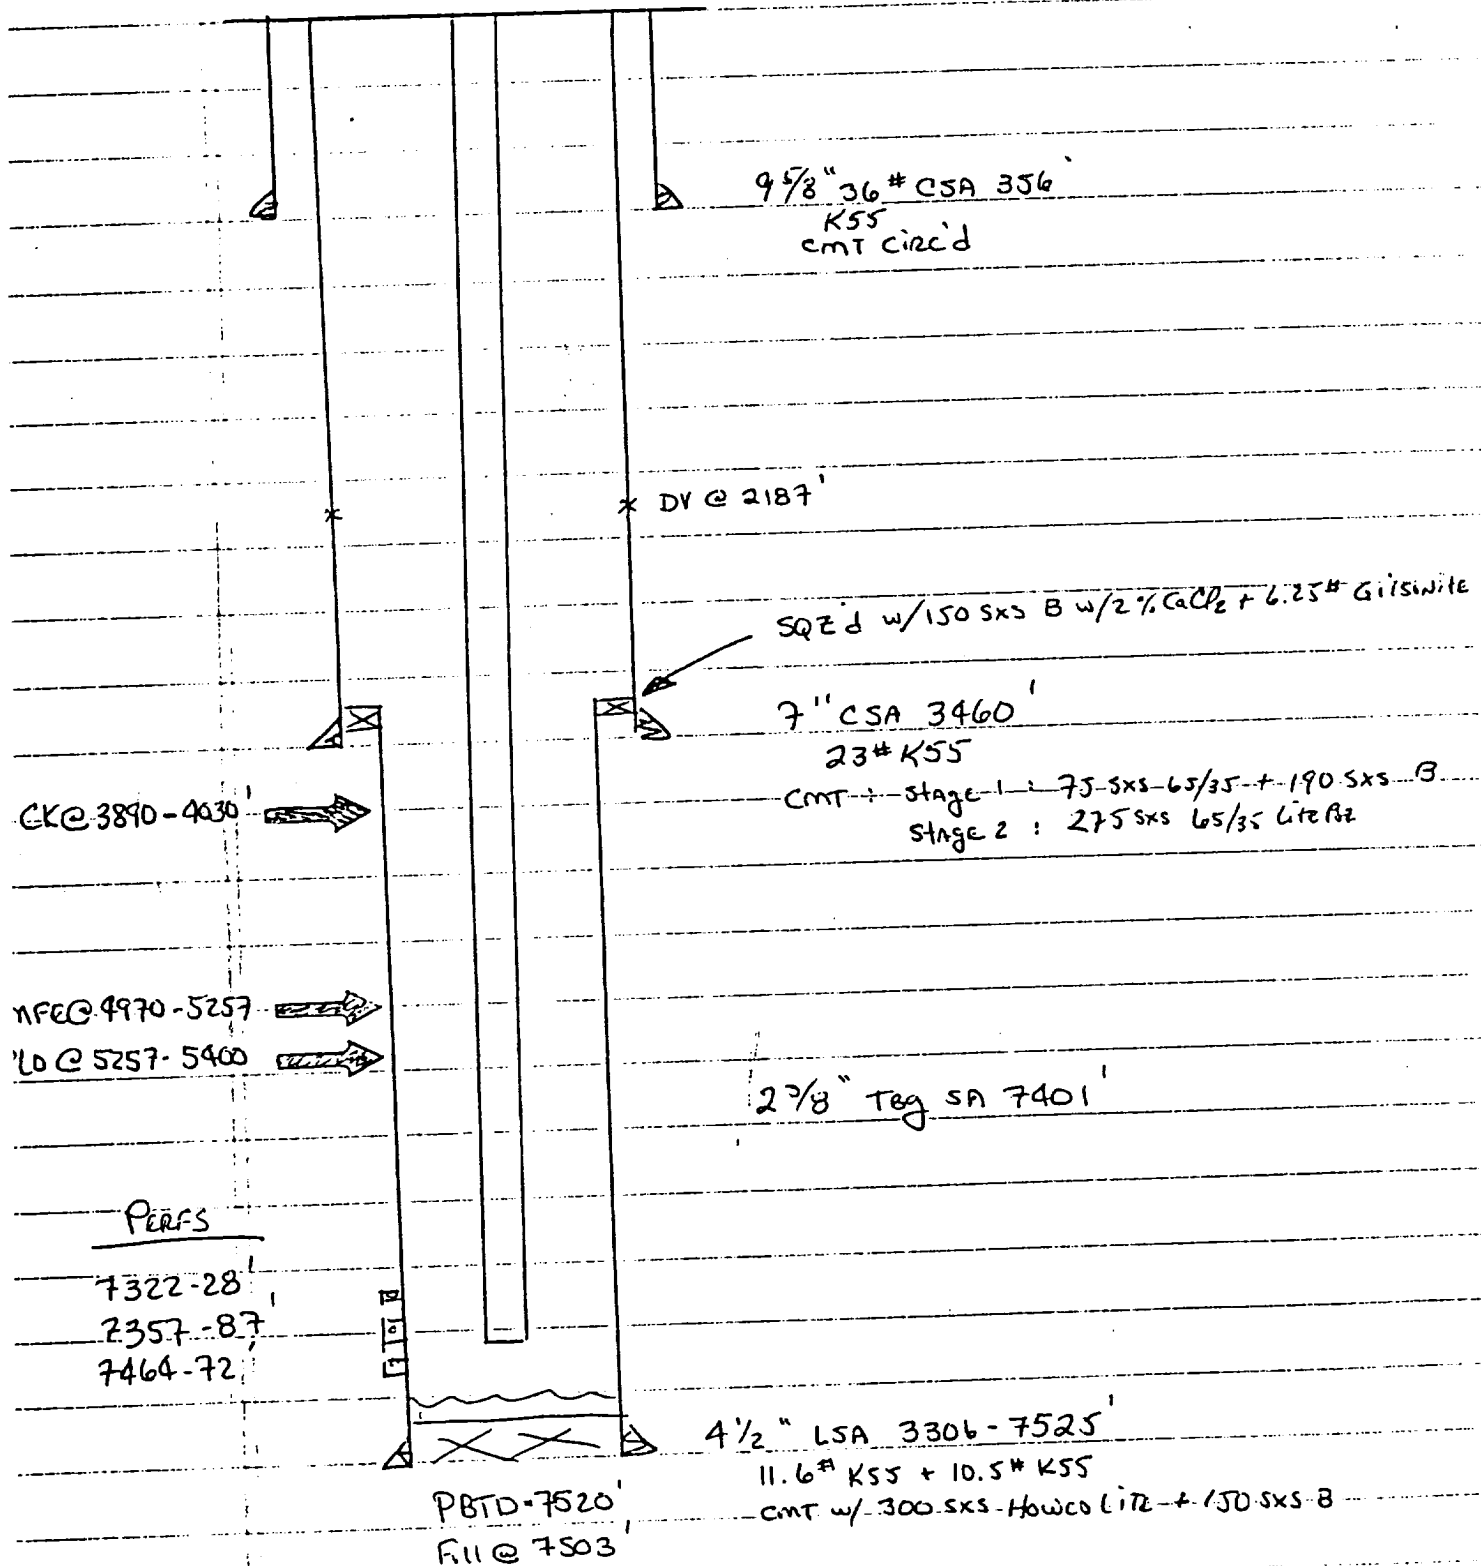 9 5/8" 36# CSA 356'
K55
CMT Circ'd
DV @ 2187'
SQZ'd w/150 SXS B w/2% CaCl2 + 6.25# Gilsinite
7" CSA 3460'
23# K55
CMT: Stage 1: 75 SXS 65/35 + 190 SXS B
Stage 2: 275 SXS 65/35
CK@ 3890-4030'
MFE@ 4970-5257
LO @ 5257-5400
2 3/8" Tbg SA 7401'
PERFS
7322-28'
7357-87'
7464-72'
4 1/2" LSA 3306-7525'
11.6# K55 + 10.5# K55
CMT w/ 300 SXS Howco Lite + 150 SXS B
PBTD-7520'
Fill @ 7503'